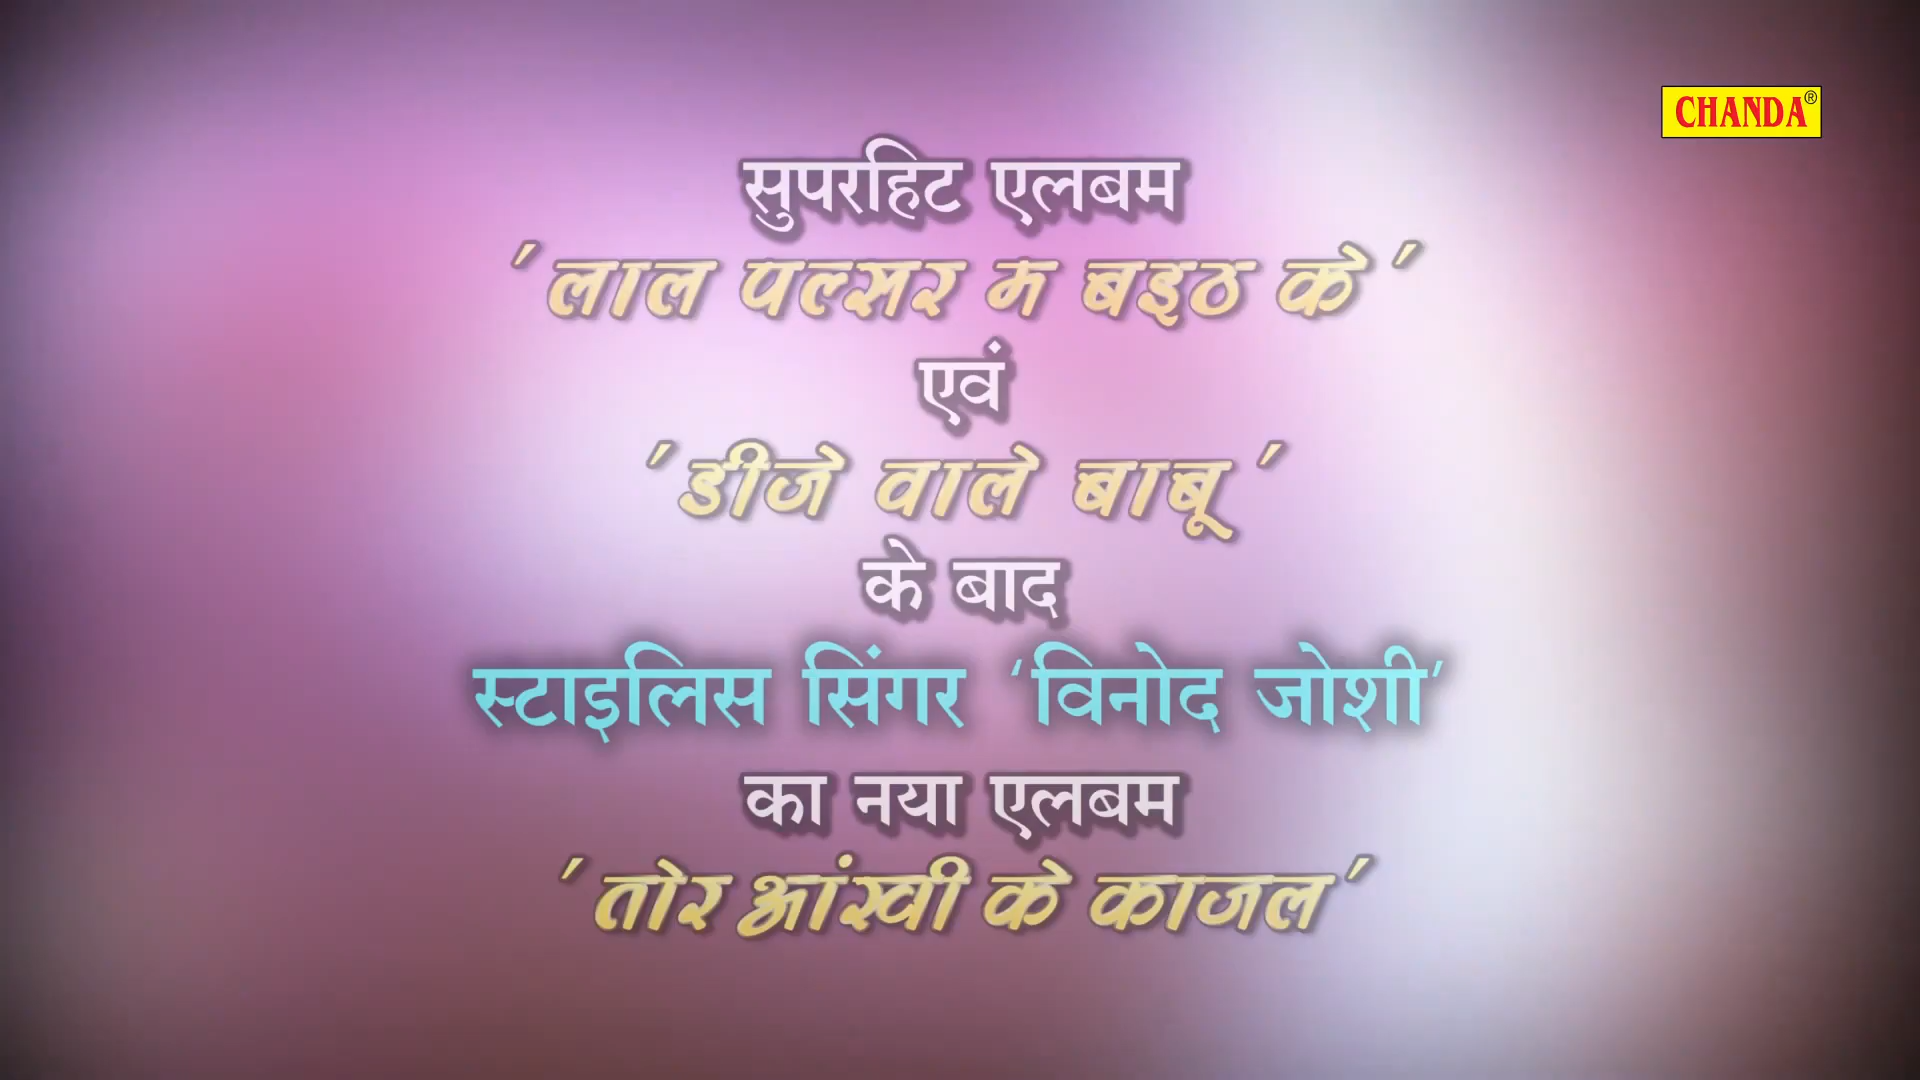 CHANDA®
सुपरहिट एलबम
' लाल पल्सर म बइठ के '
एवं
' डीजे वाले बाबू '
के बाद
स्टाइलिस सिंगर ‘विनोद जोशी’
का नया एलबम
' तोर आंखी के काजल '